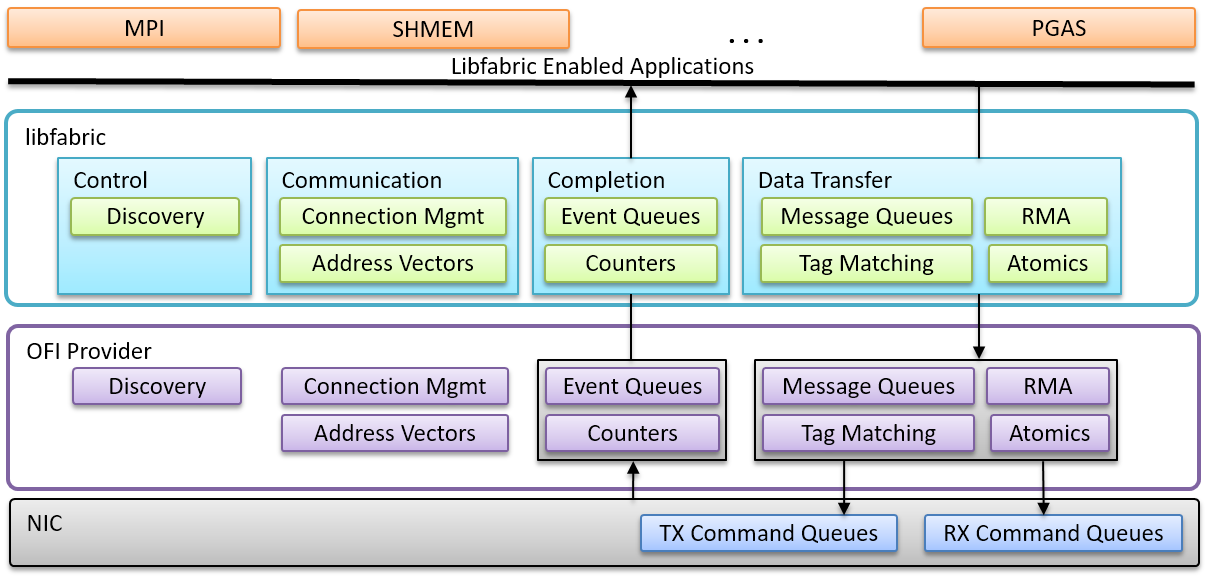 MPI
SHMEM
...
PGAS
Libfabric Enabled Applications
libfabric
Control
Communication
Completion
Data Transfer
Discovery
Connection Mgmt
Event Queues
Message Queues
RMA
Address Vectors
Counters
Tag Matching
Atomics
OFI Provider
Discovery
Connection Mgmt
Event Queues
Message Queues
RMA
Address Vectors
Counters
Tag Matching
Atomics
NIC
TX Command Queues
RX Command Queues